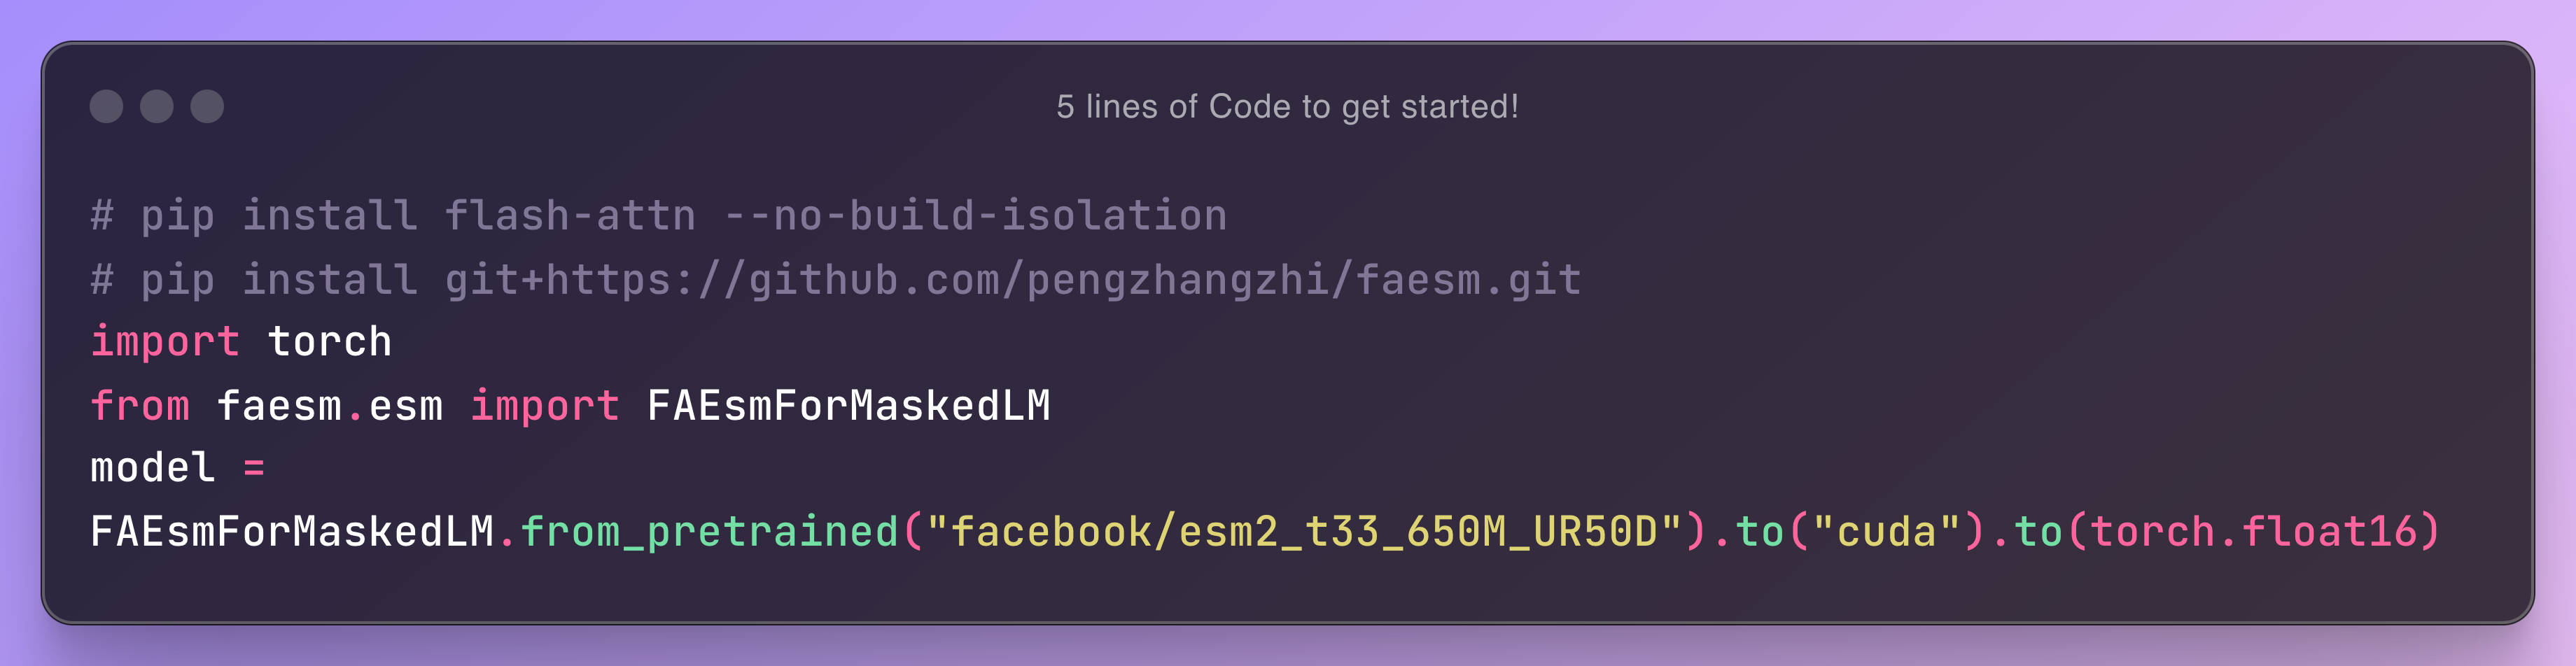 5 lines of Code to get started!
# pip install flash-attn --no-build-isolation
# pip install git+https://github.com/pengzhangzhi/faesm.git
import torch
from faesm.esm import FAEsmForMaskedLM
model =
FAEsmForMaskedLM.from_pretrained("facebook/esm2_t33_650M_UR50D").to("cuda").to(torch.float16)